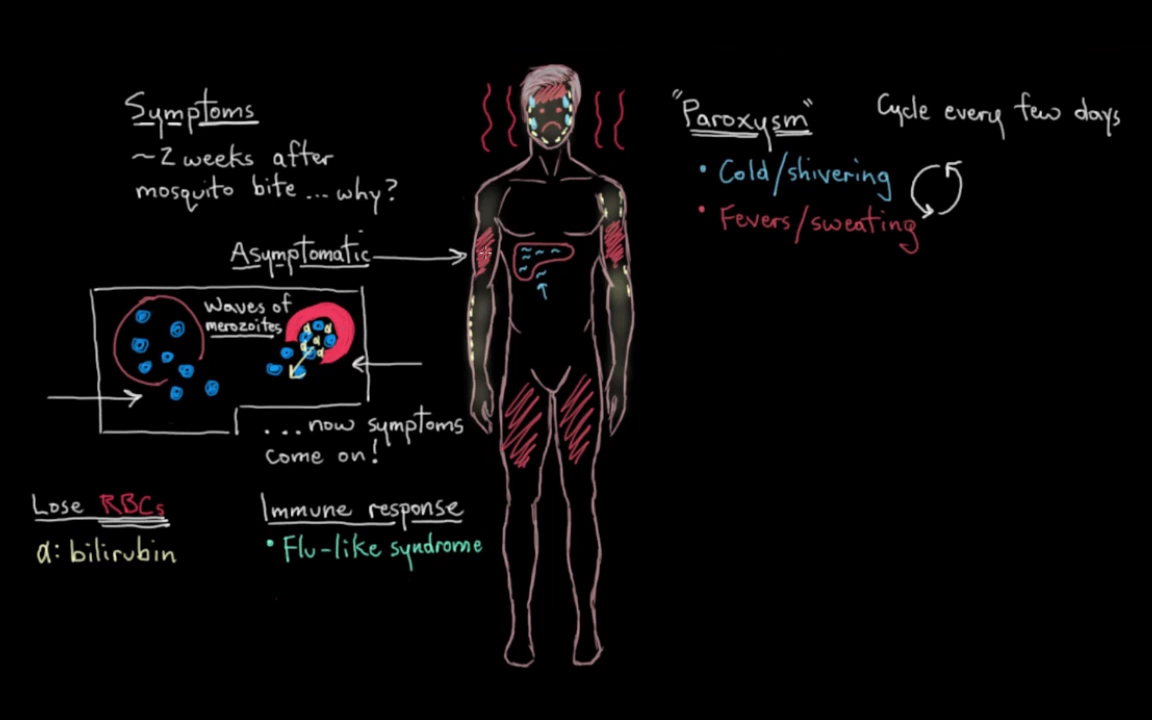 Symptoms
~2 weeks after
mosquito bite ... why?
Asymptomatic
Waves of
merozoites
a
a
a
a
a
... now symptoms
come on!
Lose RBCs
a: bilirubin
Immune response
• Flu-like syndrome
"Paroxysm"
Cycle every few days
• Cold/shivering
• Fevers/sweating